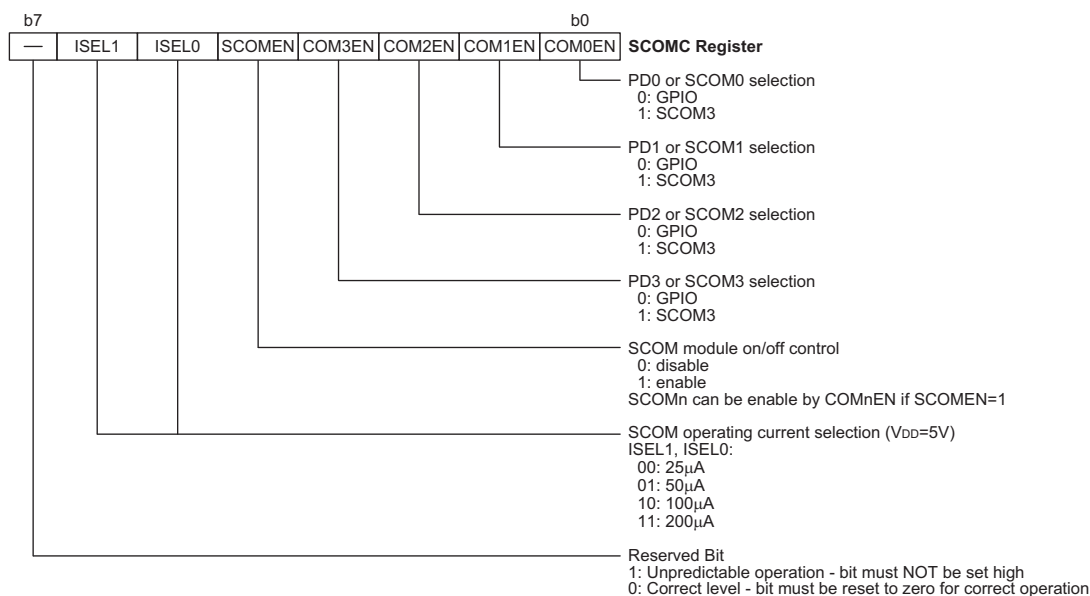 b7 b0
— ISEL1 ISEL0 SCOMEN COM3EN COM2EN COM1EN COM0EN SCOMC Register
PD0 or SCOM0 selection
0: GPIO
1: SCOM3
PD1 or SCOM1 selection
0: GPIO
1: SCOM3
PD2 or SCOM2 selection
0: GPIO
1: SCOM3
PD3 or SCOM3 selection
0: GPIO
1: SCOM3
SCOM module on/off control
0: disable
1: enable
SCOMn can be enable by COMnEN if SCOMEN=1
SCOM operating current selection (VDD=5V)
ISEL1, ISEL0:
00: 25μA
01: 50μA
10: 100μA
11: 200μA
Reserved Bit
1: Unpredictable operation - bit must NOT be set high
0: Correct level - bit must be reset to zero for correct operation